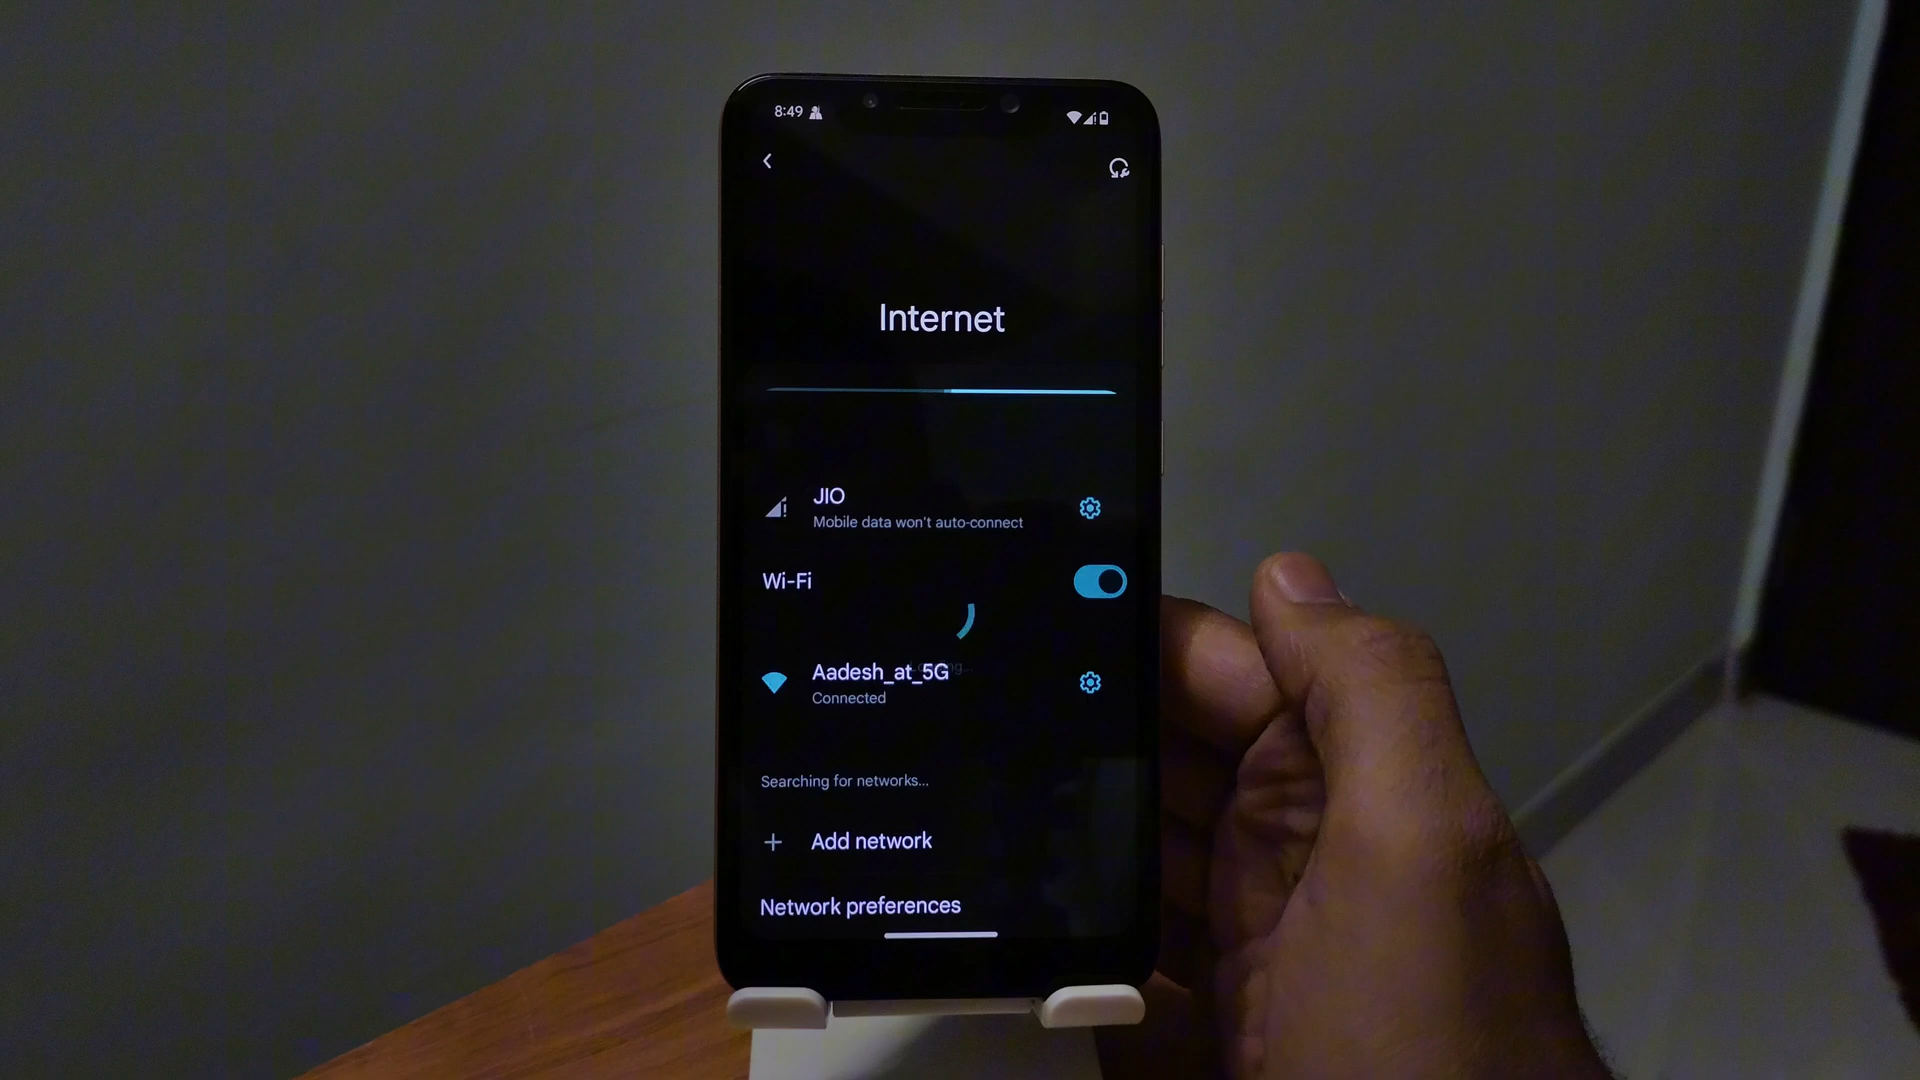 8:49
Internet
JIO
Mobile data won't auto-connect
Wi-Fi
Loading...
Aadesh_at_5G
Connected
Searching for networks...
Add network
Network preferences